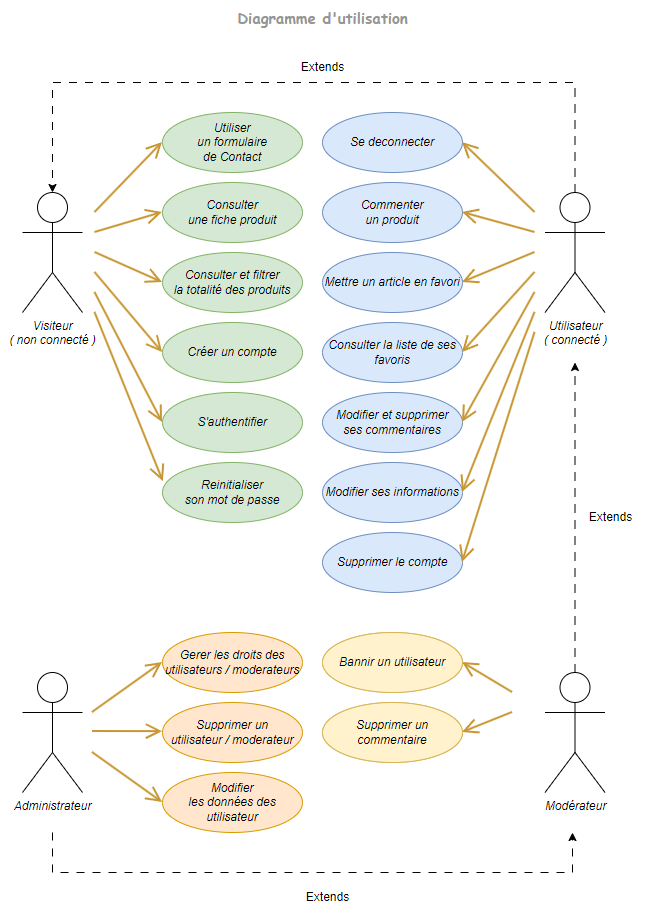 Diagramme d'utilisation
Extends
Utiliser
un formulaire
de Contact
Se deconnecter
Consulter
une fiche produit
Commenter
un produit
Consulter et filtrer
la totalité des produits
Mettre un article en favori
Visiteur
( non connecté )
Utilisateur
( connecté )
Créer un compte
Consulter la liste de ses
favoris
S'authentifier
Modifier et supprimer
ses commentaires
Reinitialiser
son mot de passe
Modifier ses informations
Extends
Supprimer le compte
Gerer les droits des
utilisateurs / moderateurs
Bannir un utilisateur
Supprimer un
utilisateur / moderateur
Supprimer un
commentaire
Modifier
les données des
utilisateur
Administrateur
Modérateur
Extends